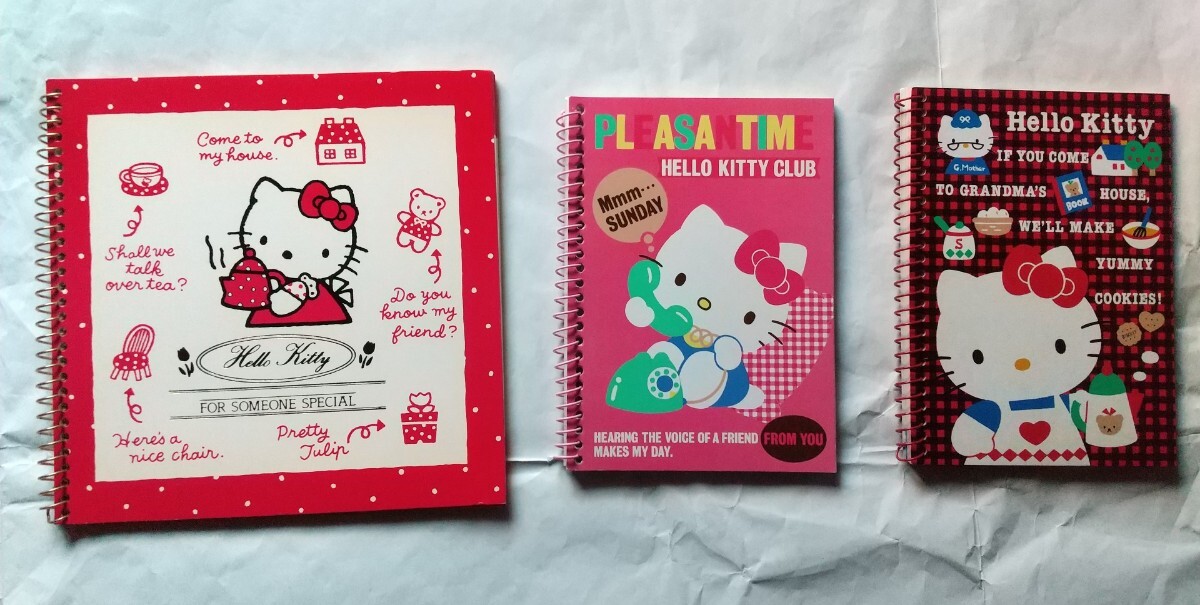 Come to
my house.
Shall we
talk
over tea?
Do you
know my
friend?
Hello Kitty
FOR SOMEONE SPECIAL
Here's a
nice chair.
Pretty
Tulip
PLEASANTIME
HELLO KITTY CLUB
Mmm...
SUNDAY
HEARING THE VOICE OF A FRIEND
MAKES MY DAY.
FROM YOU
Hello Kitty
G.Mother
IF YOU COME
TO GRANDMA'S
BOOK
HOUSE,
S
WE'LL MAKE
YUMMY
COOKIES!